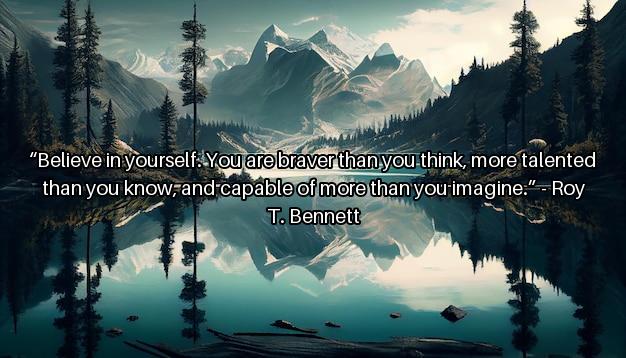 “Believe in yourself. You are braver than you think, more talented
than you know, and capable of more than you imagine.” - Roy
T. Bennett